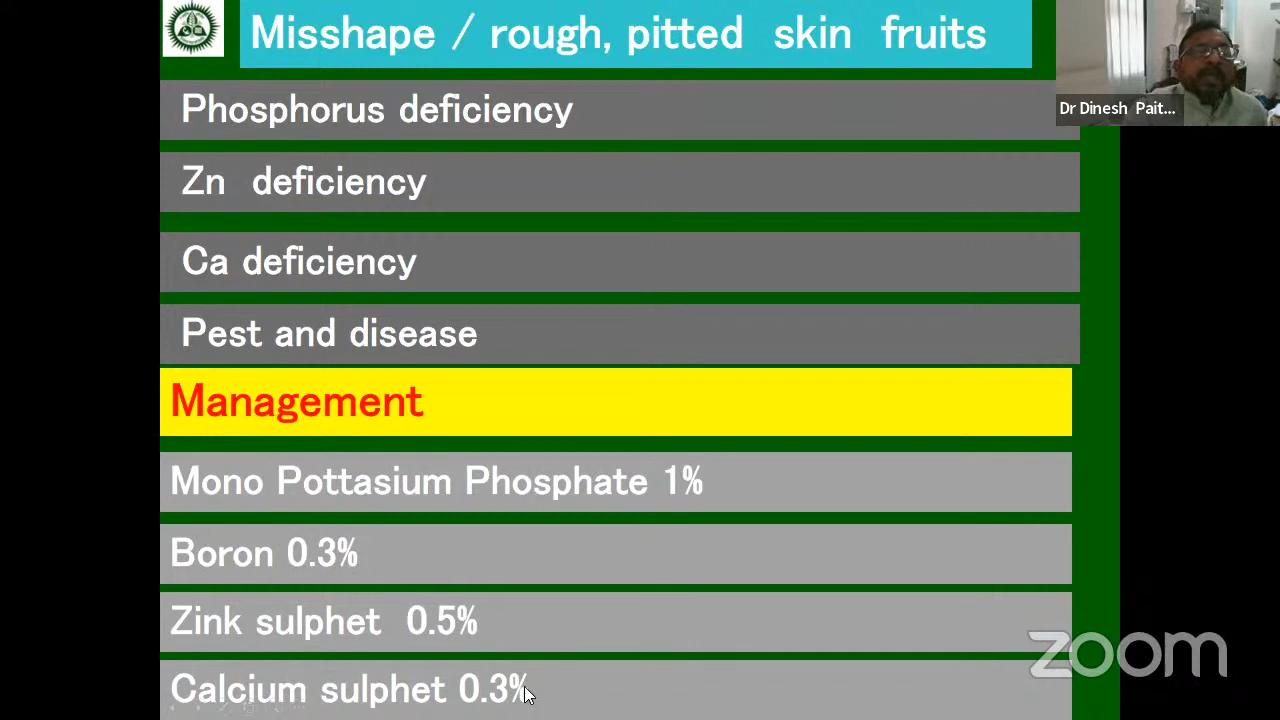 Misshape / rough, pitted skin fruits
Dr Dinesh Pait...
Phosphorus deficiency
Zn deficiency
Ca deficiency
Pest and disease
Management
Mono Pottasium Phosphate 1%
Boron 0.3%
Zink sulphet 0.5%
Calcium sulphet 0.3%
zoom